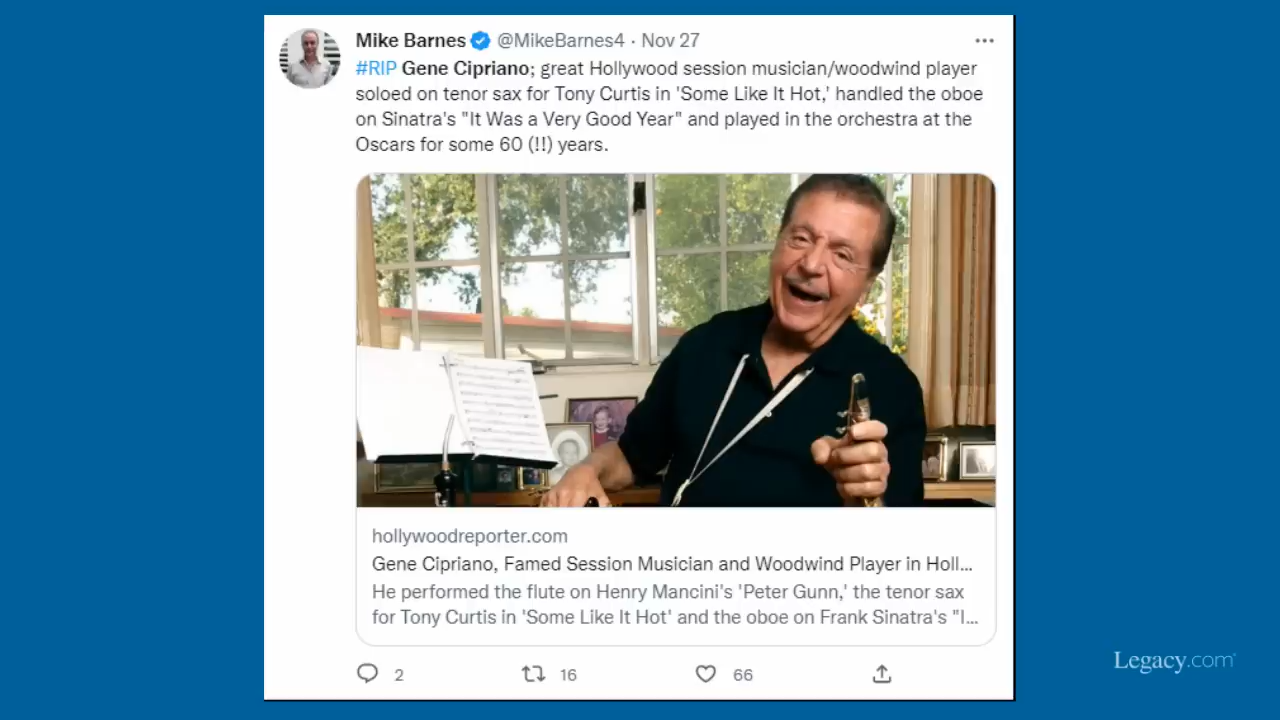 Mike Barnes @MikeBarnes4 · Nov 27
#RIP Gene Cipriano; great Hollywood session musician/woodwind player
soloed on tenor sax for Tony Curtis in 'Some Like It Hot,' handled the oboe
on Sinatra's "It Was a Very Good Year" and played in the orchestra at the
Oscars for some 60 (!!) years.
hollywoodreporter.com
Gene Cipriano, Famed Session Musician and Woodwind Player in Holl...
He performed the flute on Henry Mancini's 'Peter Gunn,' the tenor sax
for Tony Curtis in 'Some Like It Hot' and the oboe on Frank Sinatra's "I...
2 16 66
Legacy.com